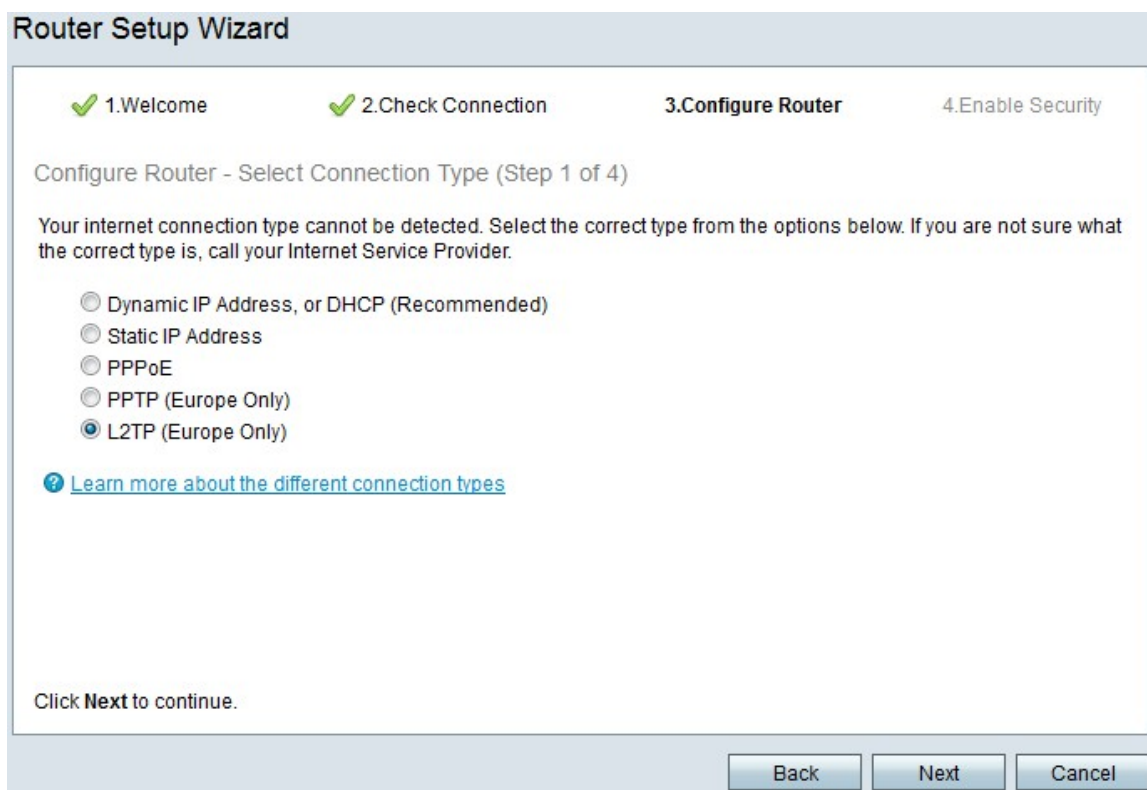 Router Setup Wizard
1.Welcome
2.Check Connection
3.Configure Router
4.Enable Security
Configure Router - Select Connection Type (Step 1 of 4)
Your internet connection type cannot be detected. Select the correct type from the options below. If you are not sure what
the correct type is, call your Internet Service Provider.
Dynamic IP Address, or DHCP (Recommended)
Static IP Address
PPPoE
PPTP (Europe Only)
L2TP (Europe Only)
Learn more about the different connection types
Click Next to continue.
Back
Next
Cancel